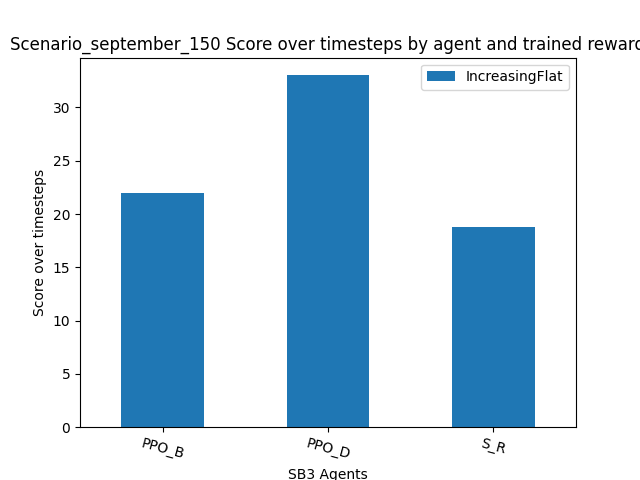 Scenario_september_150 Score over timesteps by agent and trained reward
IncreasingFlat
Score over timesteps
30
25
20
15
10
5
0
PPO_B
PPO_D
S_R
SB3 Agents